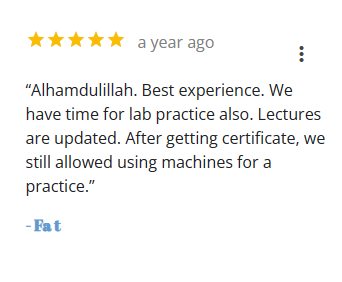 a year ago
“Alhamdulillah. Best experience. We
have time for lab practice also. Lectures
are updated. After getting certificate, we
still allowed using machines for a
practice.”
- Fat